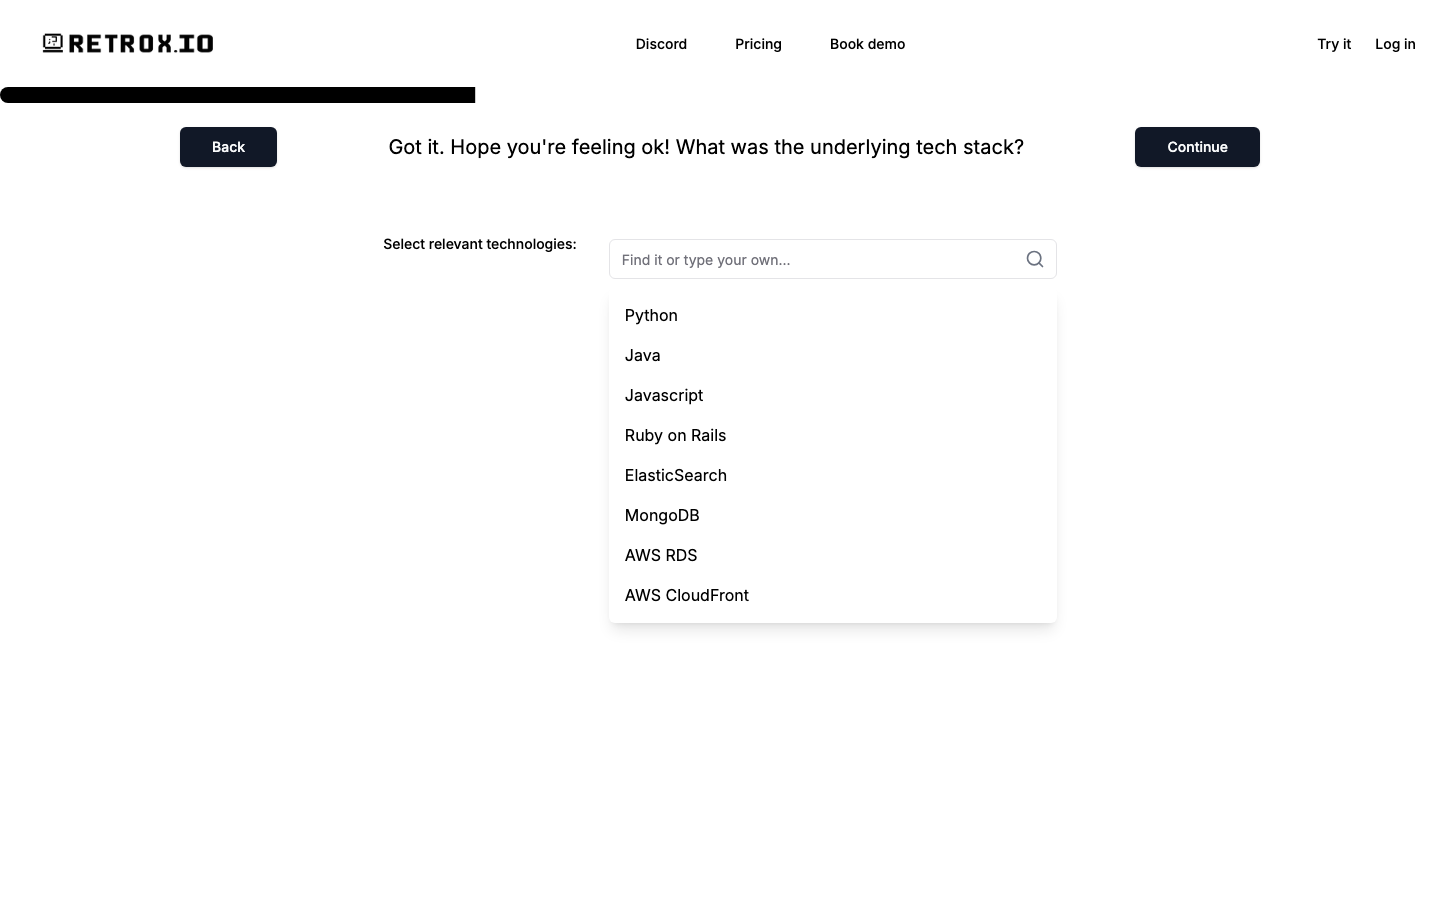 RETROX.IO
Discord
Pricing
Book demo
Try it
Log in
Back
Got it. Hope you're feeling ok! What was the underlying tech stack?
Continue
Select relevant technologies:
Find it or type your own...
Python
Java
Javascript
Ruby on Rails
ElasticSearch
MongoDB
AWS RDS
AWS CloudFront